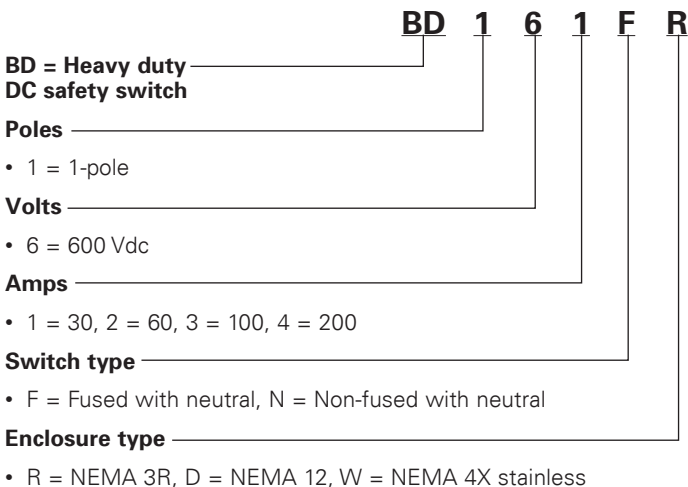 BD 1 6 1 F R
BD = Heavy duty
DC safety switch
Poles
• 1 = 1-pole
Volts
• 6 = 600 Vdc
Amps
• 1 = 30, 2 = 60, 3 = 100, 4 = 200
Switch type
• F = Fused with neutral, N = Non-fused with neutral
Enclosure type
• R = NEMA 3R, D = NEMA 12, W = NEMA 4X stainless